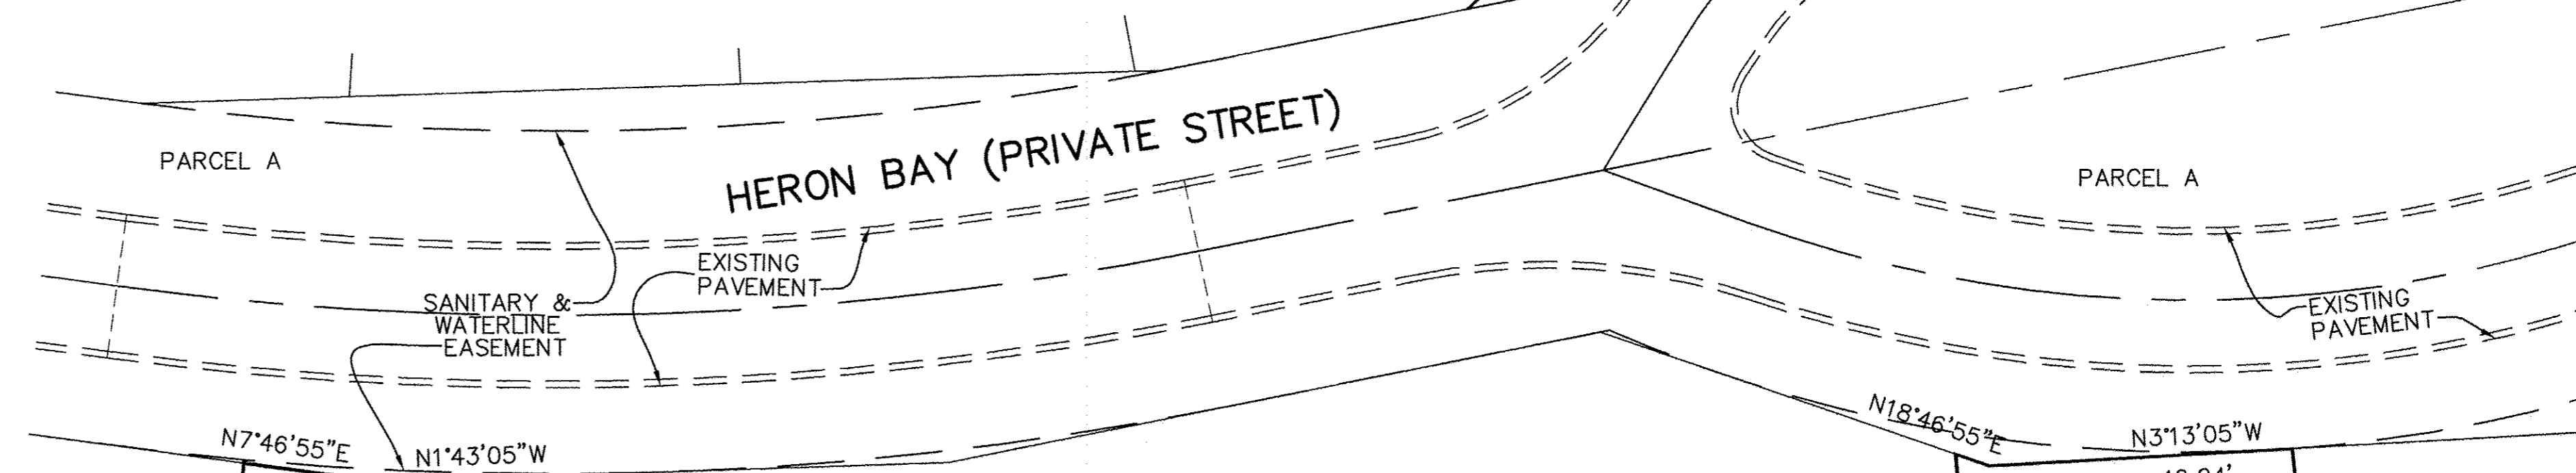 PARCEL A
HERON BAY (PRIVATE STREET)
PARCEL A
EXISTING
PAVEMENT
SANITARY &
WATERLINE
EASEMENT
EXISTING
PAVEMENT
N7°46'55"E
N1°43'05"W
N18°46'55"E
N3°13'05"W